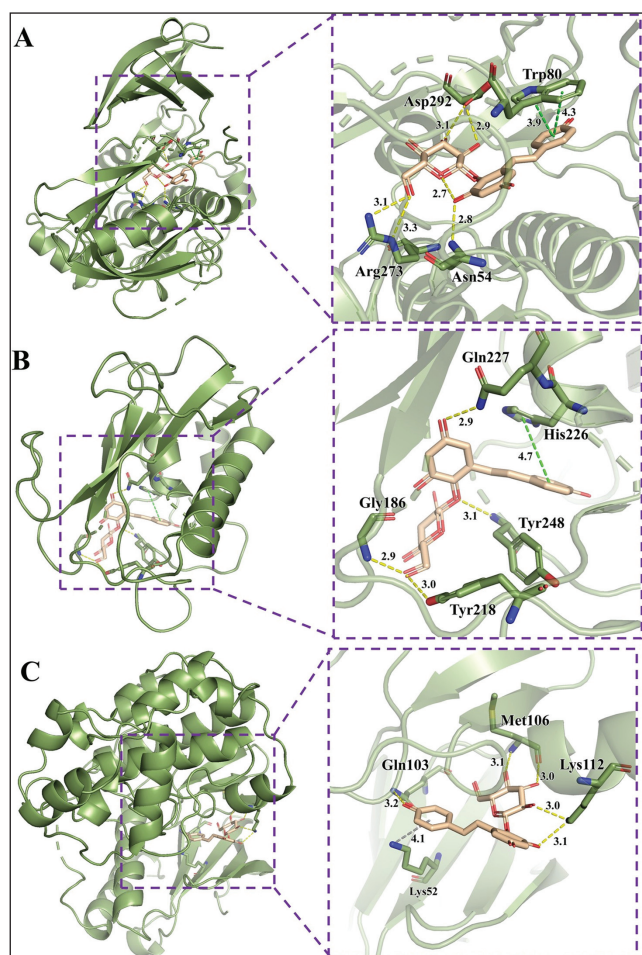 A
Asp292
Trp80
3.1
2.9
3.9
4.3
2.7
2.8
3.1
3.3
Arg273
Asn54
B
Gln227
2.9
His226
4.7
Gly186
3.1
Tyr248
2.9
3.0
Tyr218
C
Met106
Gln103
3.1
3.0
Lys112
3.2
3.0
4.1
3.1
Lys52